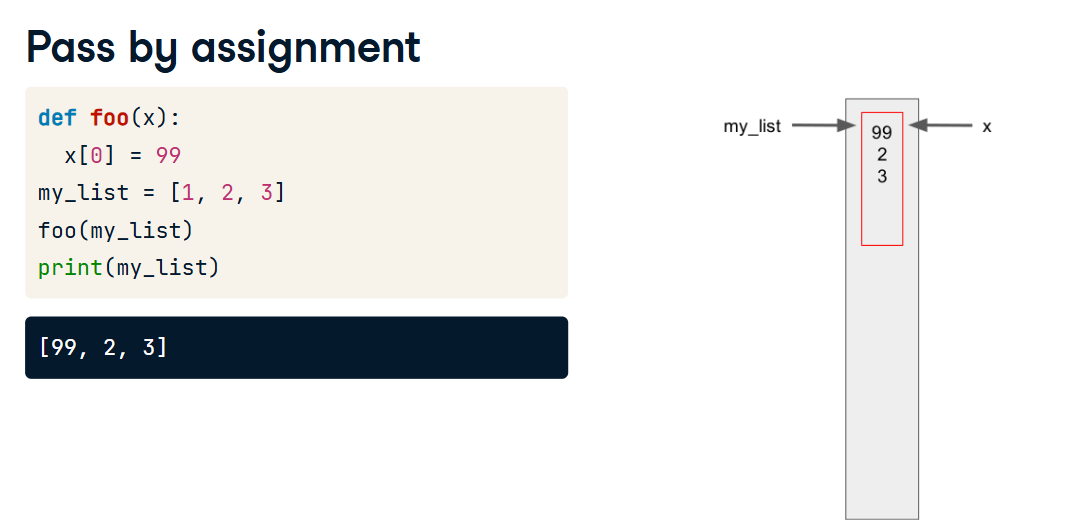 Pass by assignment
def foo(x):
  x[0] = 99
my_list = [1, 2, 3]
foo(my_list)
print(my_list)
[99, 2, 3]
my_list
99
2
3
x